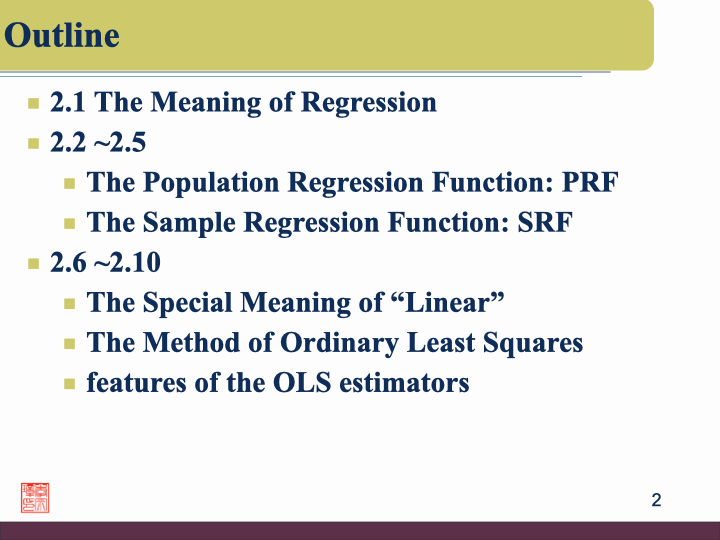 Outline
2.1 The Meaning of Regression
2.2 ~2.5
The Population Regression Function: PRF
The Sample Regression Function: SRF
2.6 ~2.10
The Special Meaning of “Linear”
The Method of Ordinary Least Squares
features of the OLS estimators
2